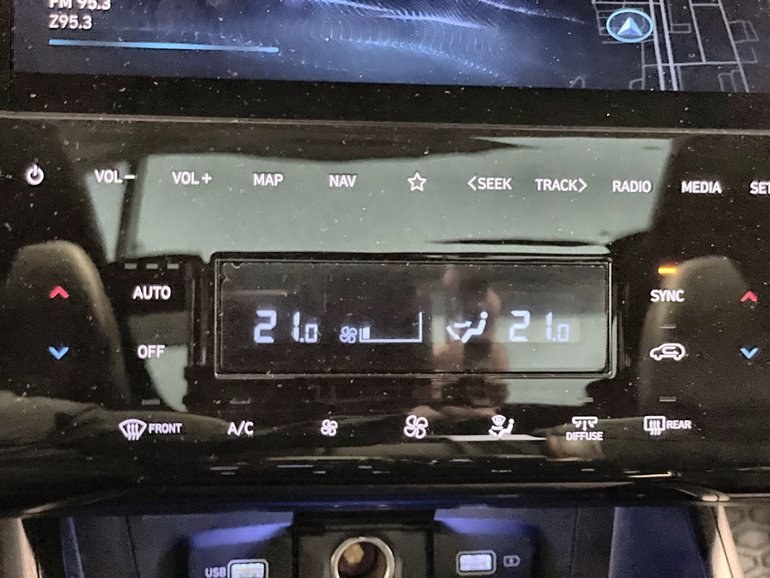 FM 95.3
Z95.3
VOL− VOL+ MAP NAV <SEEK TRACK> RADIO MEDIA
AUTO SYNC
21.0 21.0
OFF
FRONT A/C DIFFUSE REAR
USB